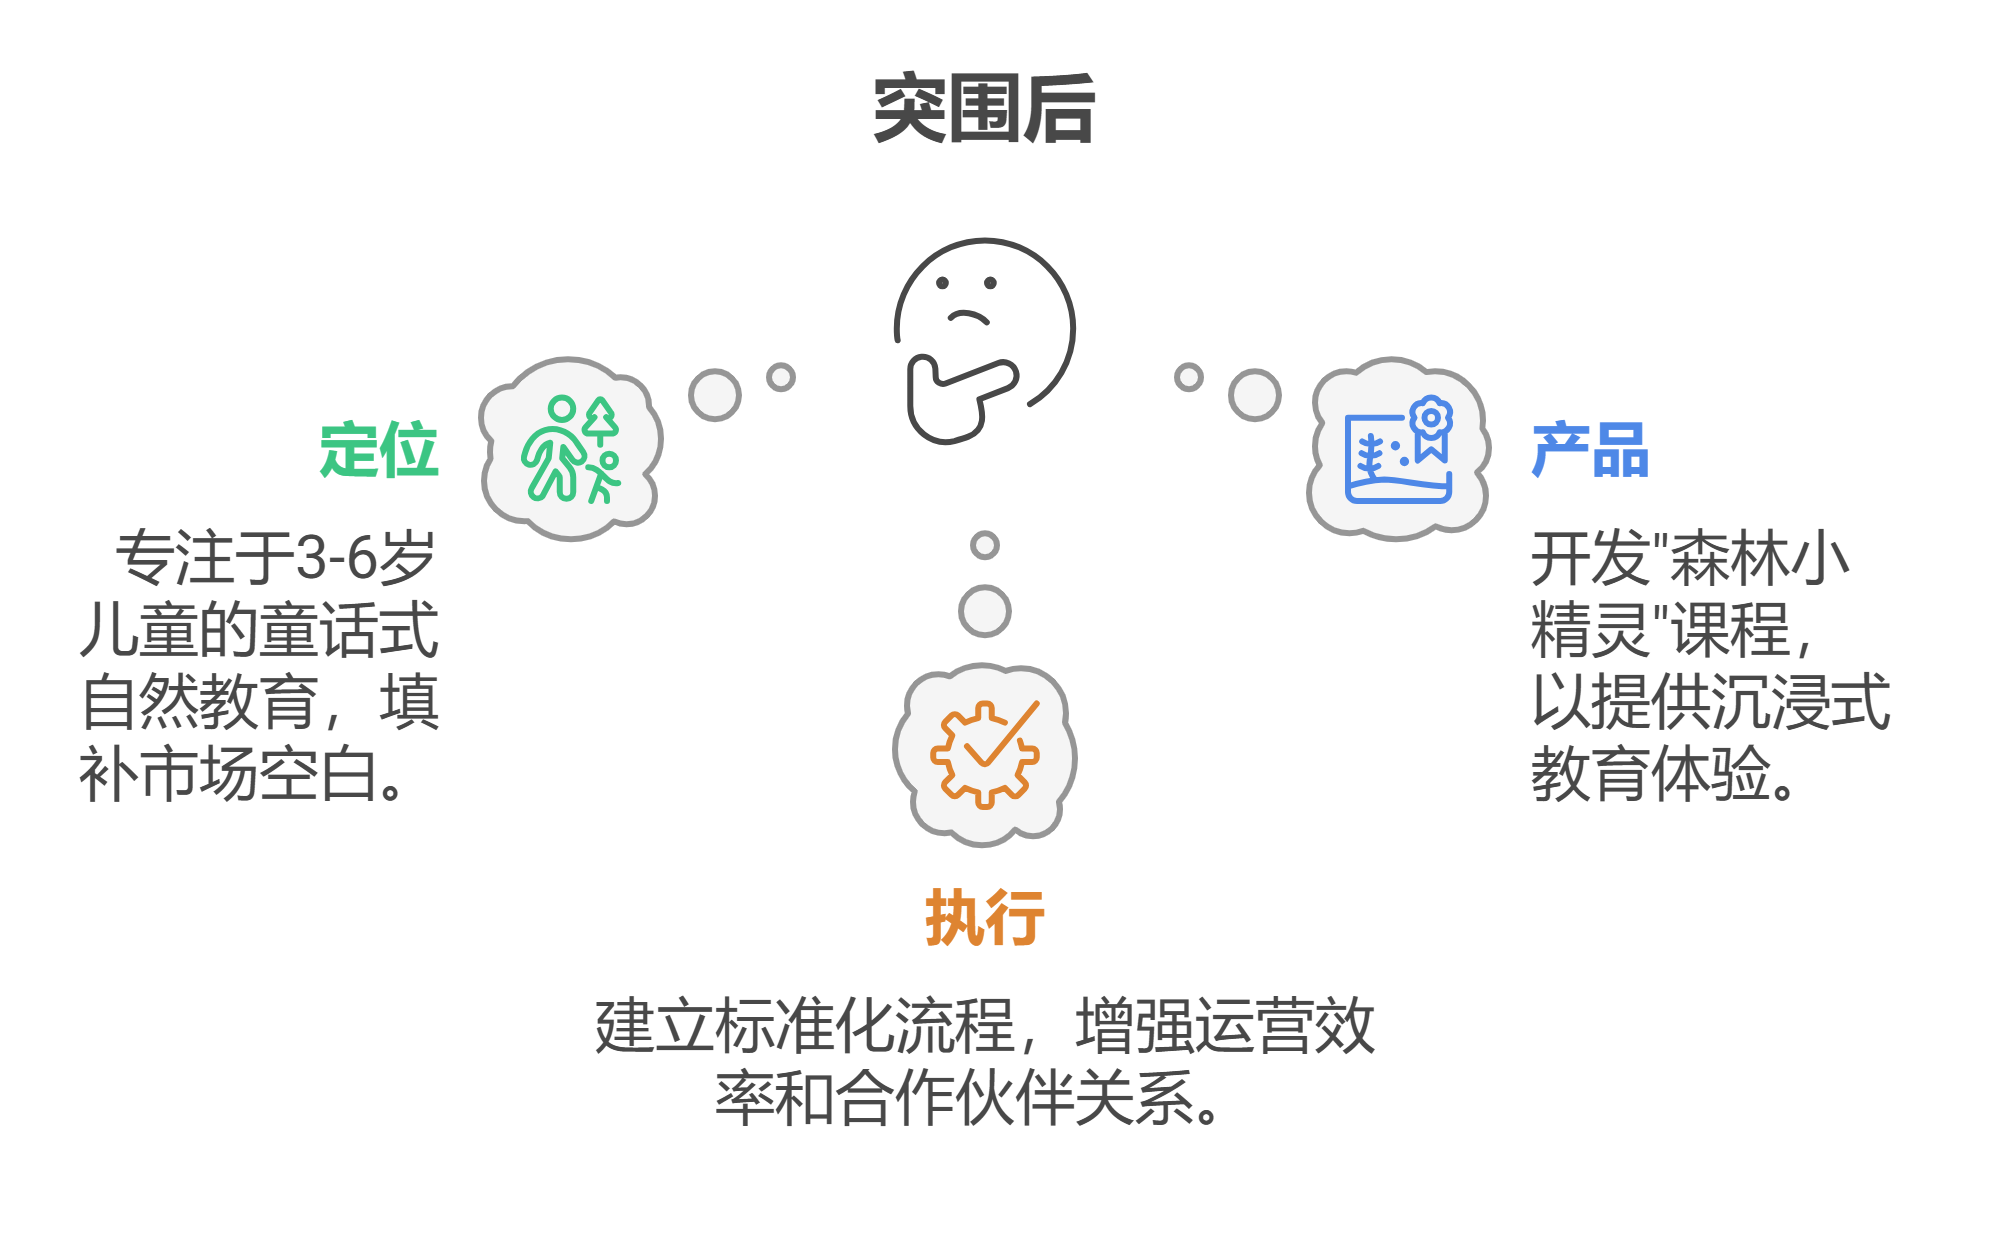 突围后
定位
专注于3-6岁
儿童的童话式
自然教育，填
补市场空白。
产品
开发"森林小
精灵"课程，
以提供沉浸式
教育体验。
执行
建立标准化流程，增强运营效
率和合作伙伴关系。